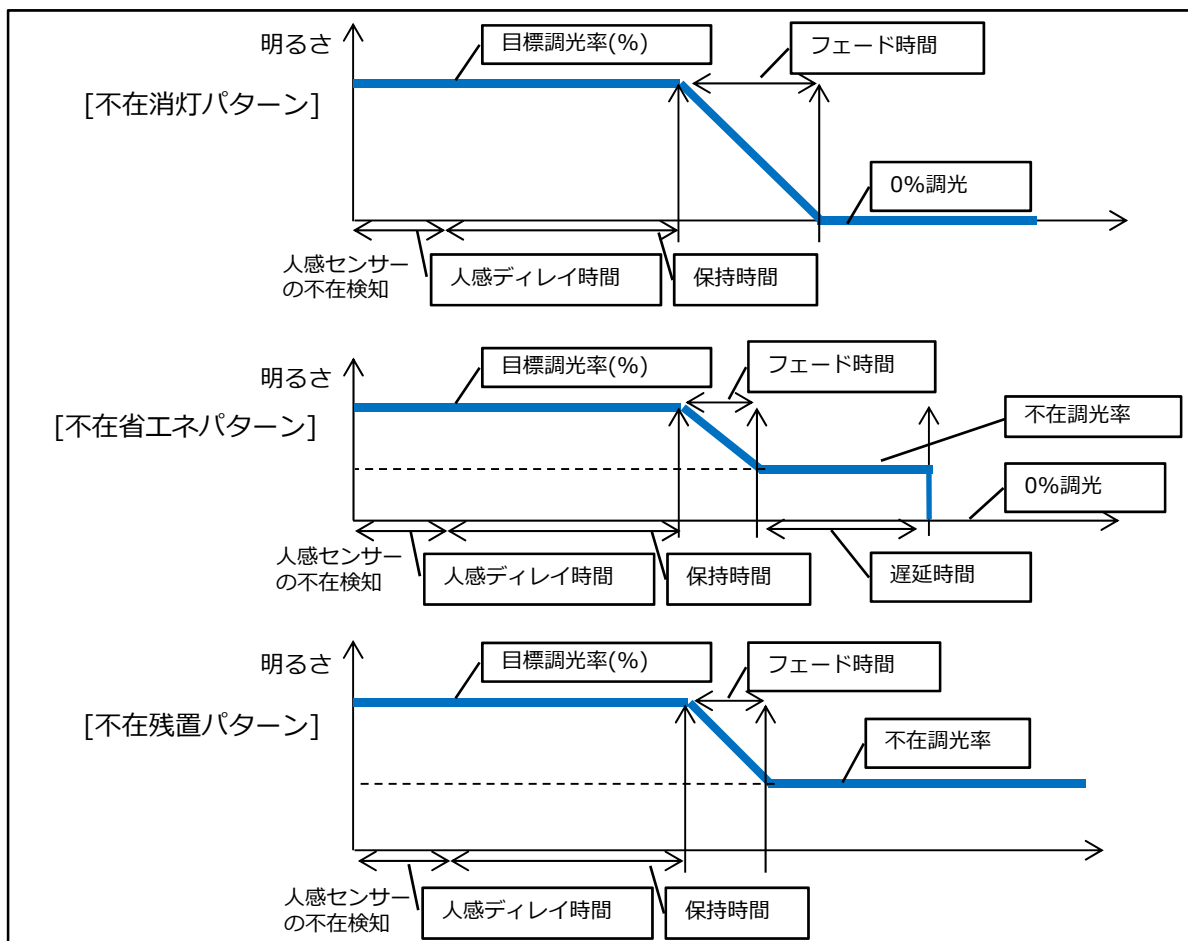 明るさ
目標調光率(%)
フェード時間
[不在消灯パターン]
0%調光
人感センサー
の不在検知
人感ディレイ時間
保持時間
明るさ
目標調光率(%)
フェード時間
[不在省エネパターン]
不在調光率
0%調光
人感センサー
の不在検知
人感ディレイ時間
保持時間
遅延時間
明るさ
目標調光率(%)
フェード時間
[不在残置パターン]
不在調光率
人感センサー
の不在検知
人感ディレイ時間
保持時間